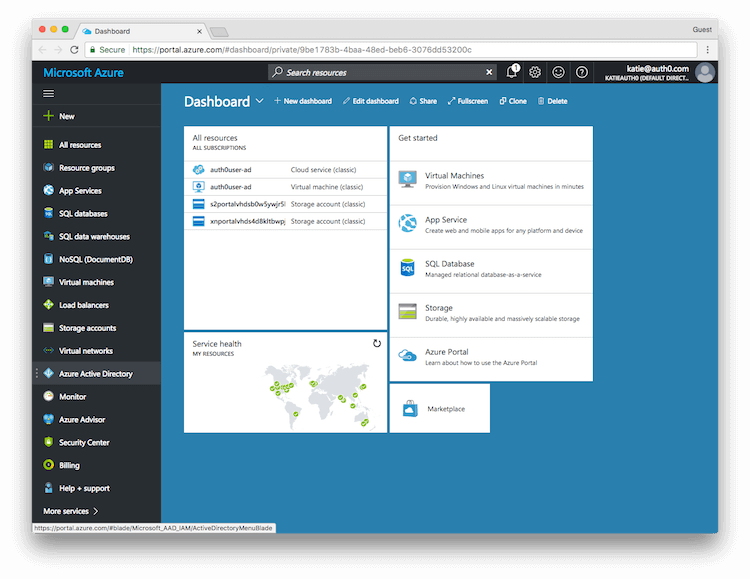 Dashboard
Guest
Secure
https://portal.azure.com/#dashboard/private/9be1783b-4baa-48ed-beb6-3076dd53200c
Microsoft Azure
Search resources
1
katie@auth0.com
KATIEAUTH0 (DEFAULT DIRECT...
Dashboard
New dashboard
Edit dashboard
Share
Fullscreen
Clone
Delete
New
All resources
Resource groups
App Services
SQL databases
SQL data warehouses
NoSQL (DocumentDB)
Virtual machines
Load balancers
Storage accounts
Virtual networks
Azure Active Directory
Monitor
Azure Advisor
Security Center
Billing
Help + support
More services
All resources
ALL SUBSCRIPTIONS
auth0user-ad Cloud service (classic)
auth0user-ad Virtual machine (classic)
Storage account (classic)
Storage account (classic)
Service health
MY RESOURCES
Get started
Virtual Machines
Provision Windows and Linux virtual machines in minutes
App Service
Create web and mobile apps for any platform and device
SQL
SQL Database
Managed relational database-as-a-service
Storage
Durable, highly available and massively scalable storage
Azure Portal
Learn about how to use the Azure Portal
Marketplace
https://portal.azure.com/#blade/Microsoft_AAD_IAM/ActiveDirectoryMenuBlade